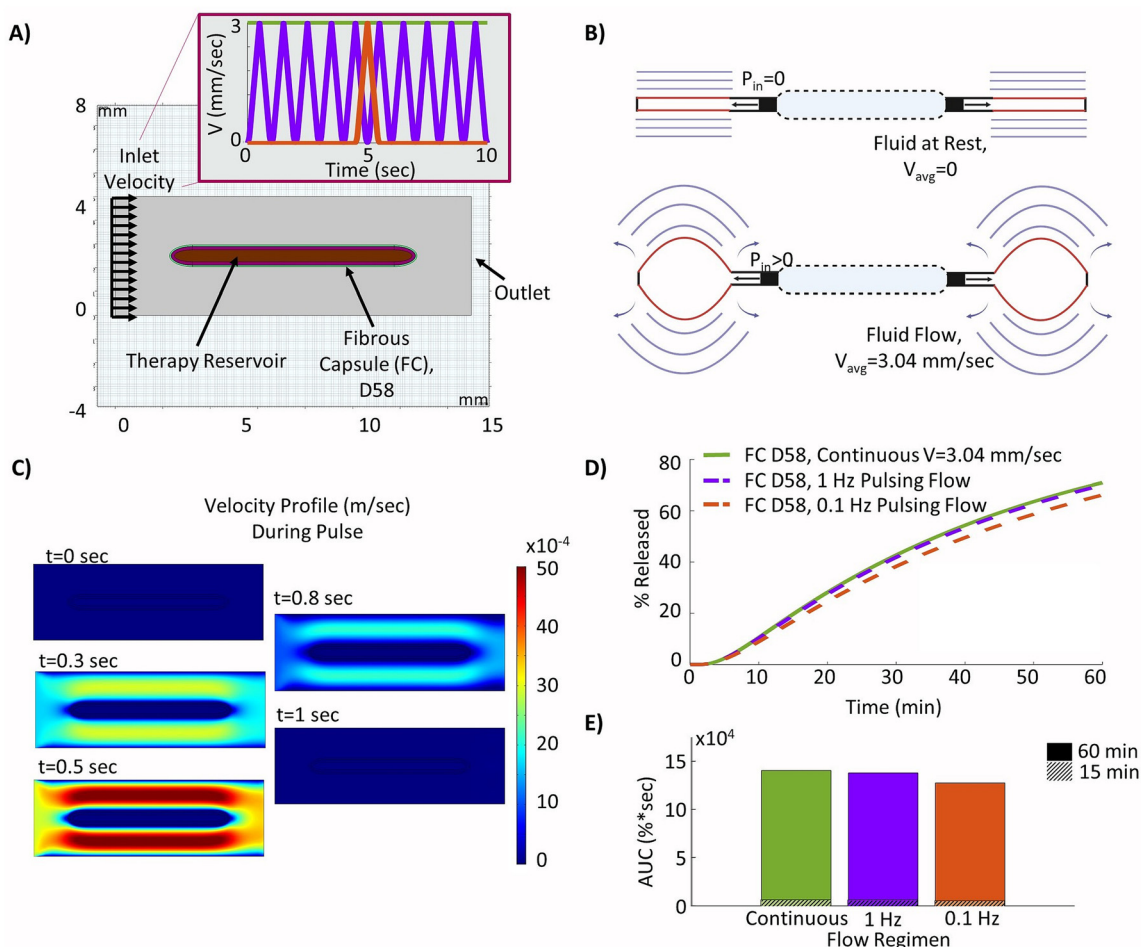 A)
3
V (mm/sec)
0
0
5
10
Time (sec)
8
mm
Inlet
Velocity
4
0
-4
Outlet
Therapy Reservoir
Fibrous
Capsule (FC),
D58
mm
0
5
10
15
B)
P_in=0
Fluid at Rest,
V_avg=0
P_in>0
Fluid Flow,
V_avg=3.04 mm/sec
C)
Velocity Profile (m/sec)
During Pulse
t=0 sec
t=0.8 sec
t=0.3 sec
t=1 sec
t=0.5 sec
x10⁻⁴
50
40
30
20
10
0
D)
FC D58, Continuous V=3.04 mm/sec
FC D58, 1 Hz Pulsing Flow
FC D58, 0.1 Hz Pulsing Flow
80
60
40
20
0
% Released
0
10
20
30
40
50
60
Time (min)
E)
x10⁴
15
10
5
0
AUC (%*sec)
60 min
15 min
Continuous
1 Hz
0.1 Hz
Flow Regimen